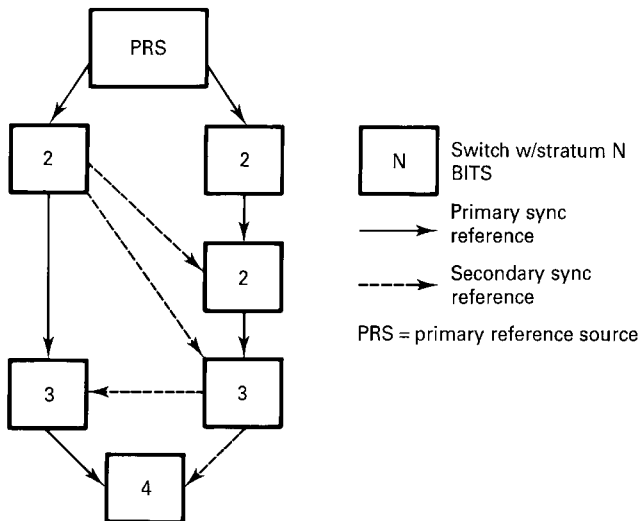 PRS
2
2
N
Switch w/stratum N
BITS
Primary sync
reference
2
Secondary sync
reference
PRS = primary reference source
3
3
4